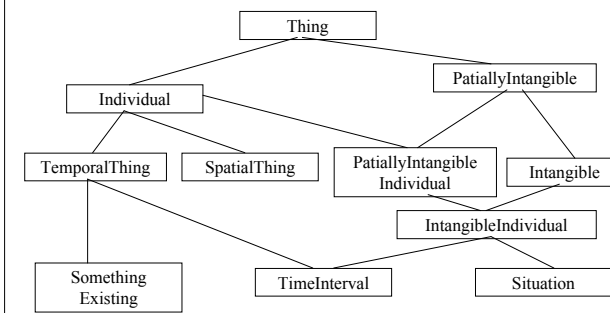 Thing
PatiallyIntangible
Individual
TemporalThing
SpatialThing
PatiallyIntangible
Individual
Intangible
IntangibleIndividual
Something
Existing
TimeInterval
Situation